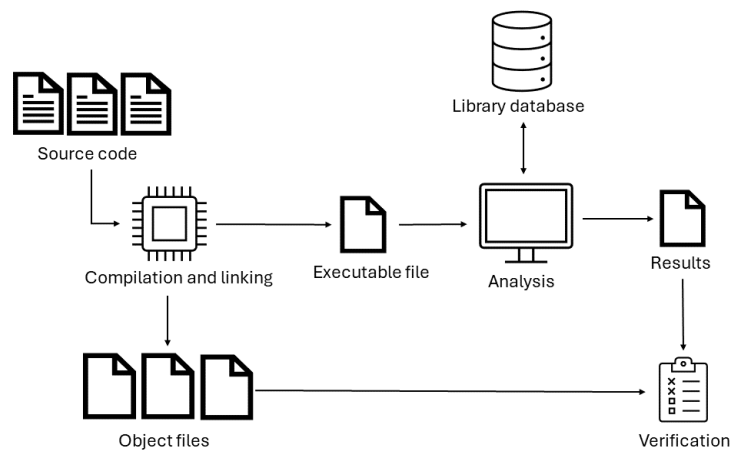 Library database
Source code
Compilation and linking
Executable file
Analysis
Results
Object files
Verification